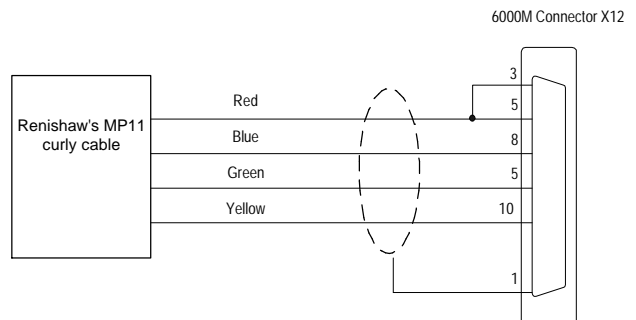 6000M Connector X12
3
Red
5
Renishaw's MP11
curly cable
Blue
8
Green
5
Yellow
10
1